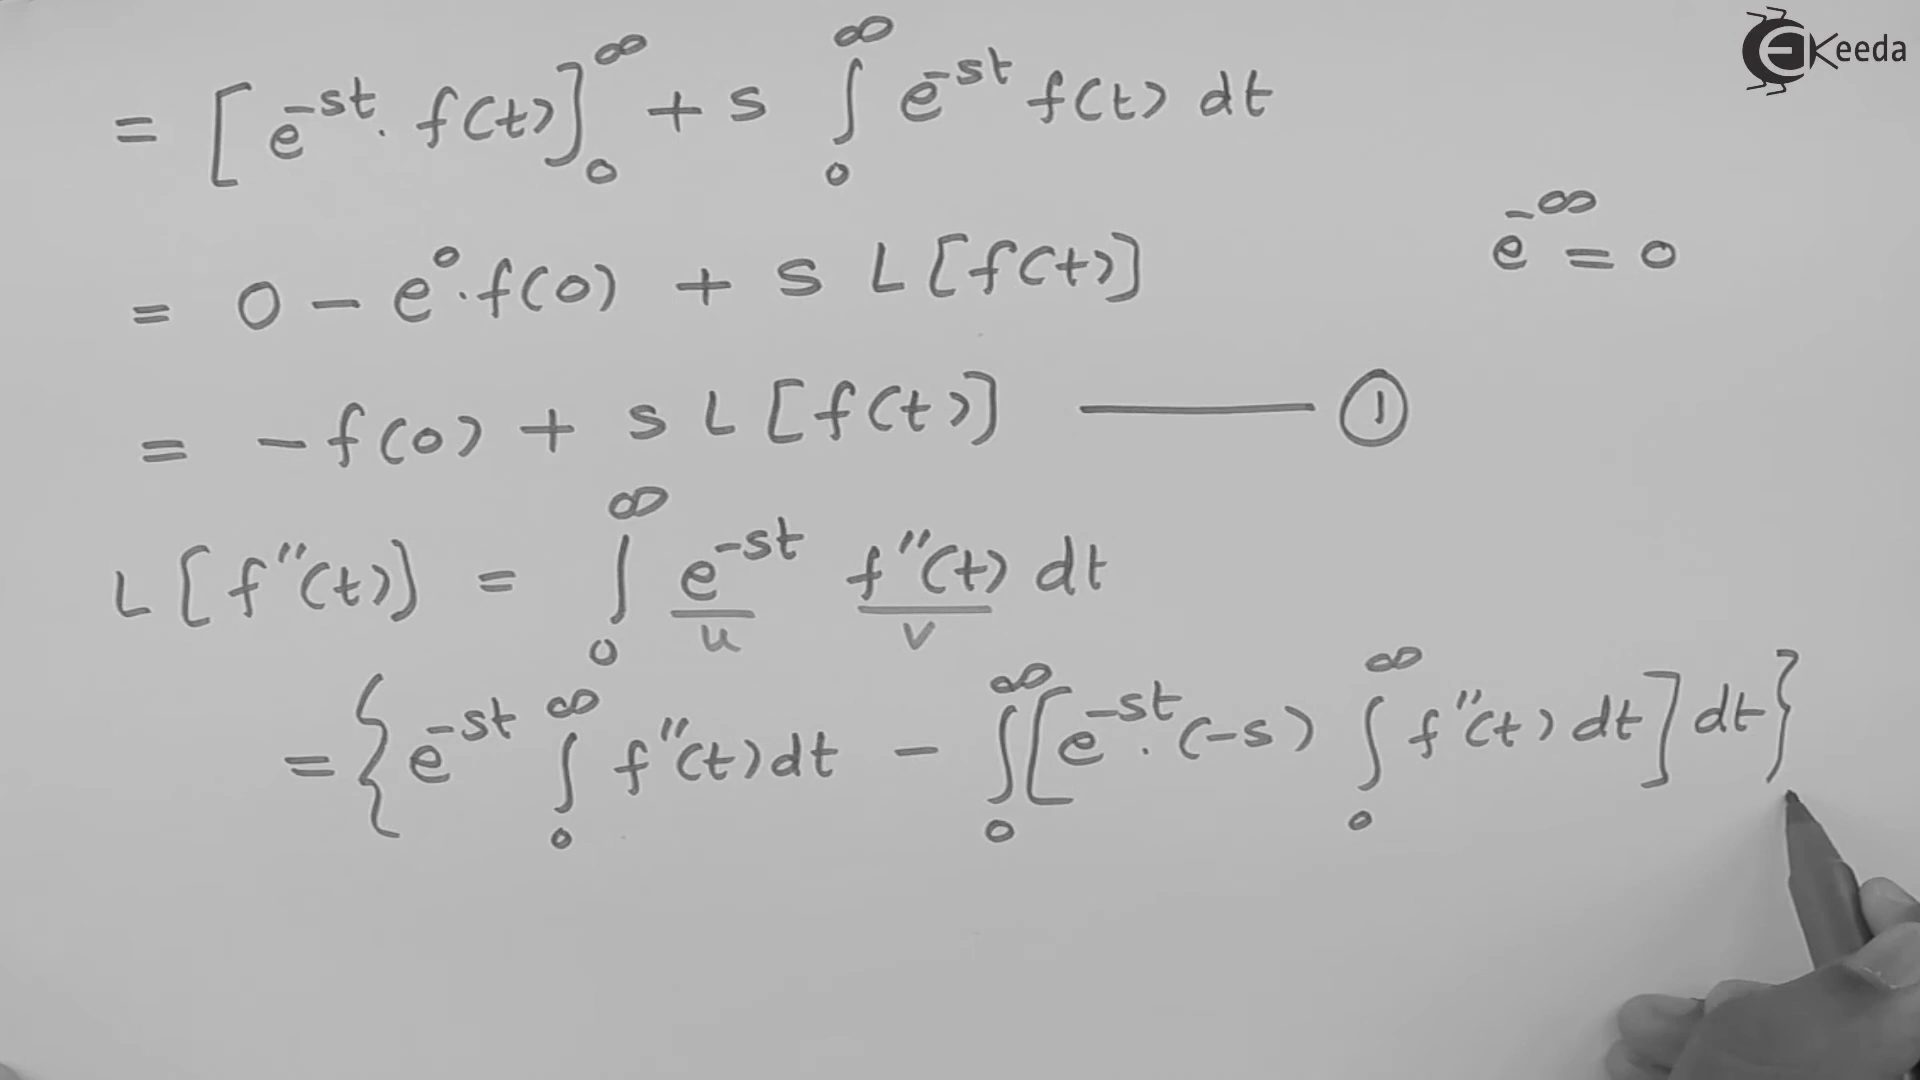 EKeeda
= [e^-st . f(t)]_0^∞ + s ∫_0^∞ e^-st f(t) dt
e^-∞ = 0
= 0 - e^0 . f(0) + s L[f(t)]
= - f(0) + s L[f(t)] ——— ①
L[f''(t)] = ∫_0^∞ e^-st f''(t) dt
u v
= {e^-st ∫_0^∞ f''(t) dt - ∫_0^∞ [e^-st . (-s) ∫_0^∞ f''(t) dt] dt}